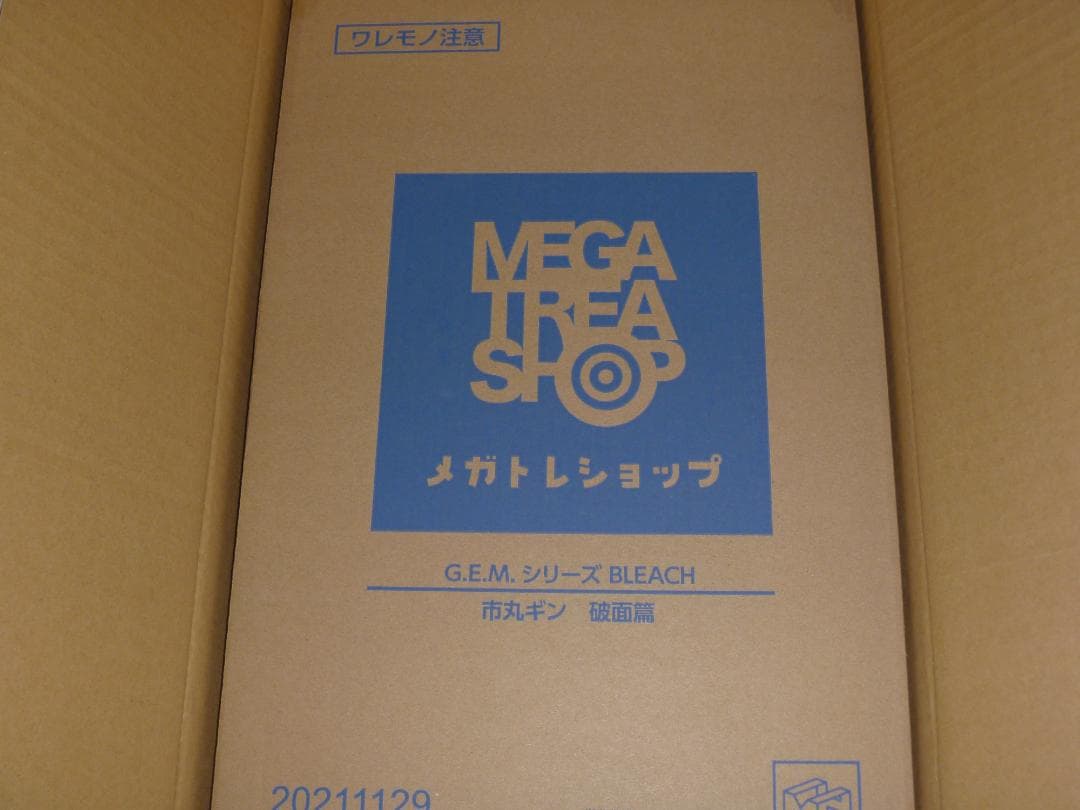 ワレモノ注意
MEGA
TREA
SHOP
メガトレショップ
G.E.M. シリーズ BLEACH
市丸ギン 破面篇
20211129